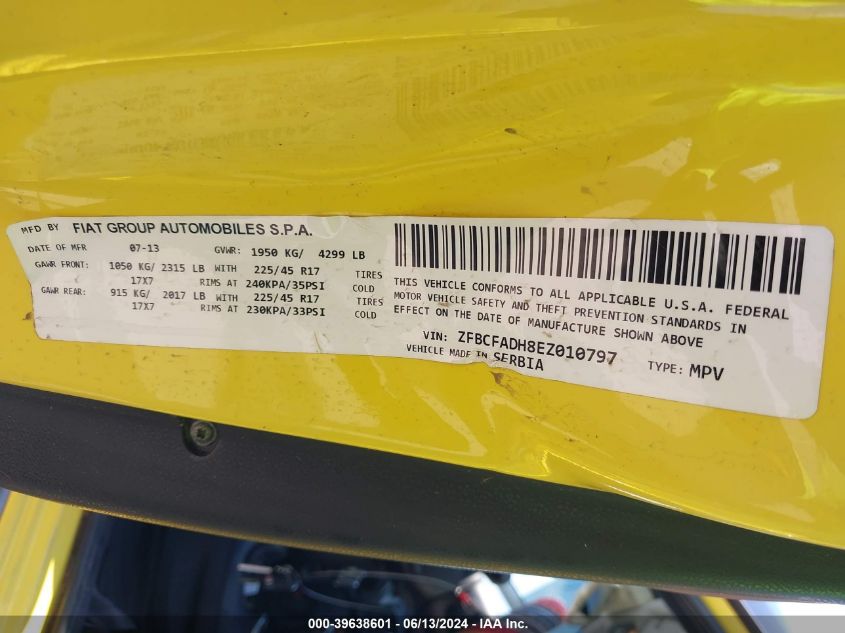 MFD BY FIAT GROUP AUTOMOBILES S.P.A.
DATE OF MFR 07-13 GVWR: 1950 KG/ 4299 LB
GAWR FRONT: 1050 KG/ 2315 LB WITH 225/45 R17 TIRES
17X7 RIMS AT 240KPA/35PSI COLD
GAWR REAR: 915 KG/ 2017 LB WITH 225/45 R17 TIRES
17X7 RIMS AT 230KPA/33PSI COLD
THIS VEHICLE CONFORMS TO ALL APPLICABLE U.S.A. FEDERAL
MOTOR VEHICLE SAFETY AND THEFT PREVENTION STANDARDS IN
EFFECT ON THE DATE OF MANUFACTURE SHOWN ABOVE
VIN: ZFBCFADH8EZ010797 TYPE: MPV
VEHICLE MADE IN SERBIA
000-39638601 / 06/13/2024 - IAA Inc.